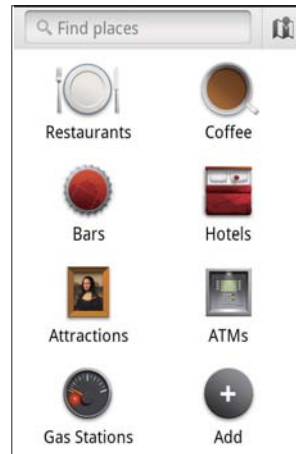 Find places
Restaurants Coffee
Bars Hotels
Attractions ATMs
Gas Stations Add